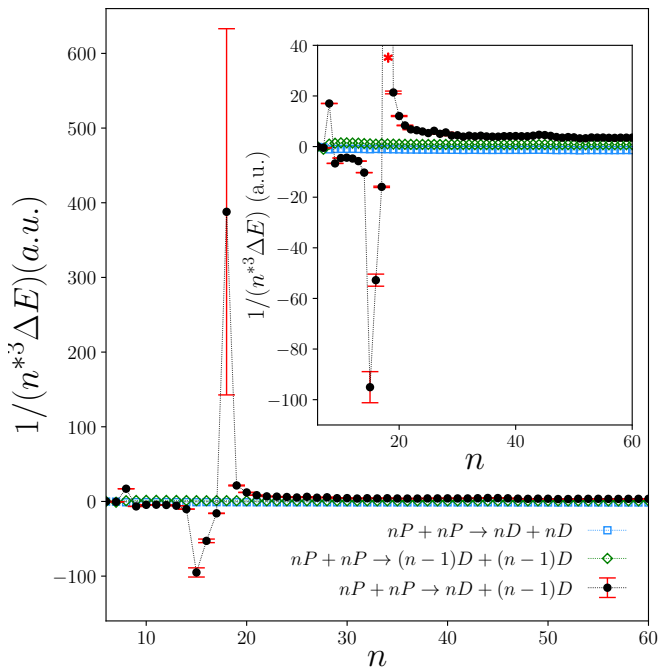 600
500
400
300
200
100
0
−100
1/(n*³ΔE)(a.u.)
10 20 30 40 50 60
n
40
20
0
−20
−40
−60
−80
−100
1/(n*³ΔE) (a.u.)
20 40 60
n
nP + nP → nD + nD
nP + nP → (n − 1)D + (n − 1)D
nP + nP → nD + (n − 1)D